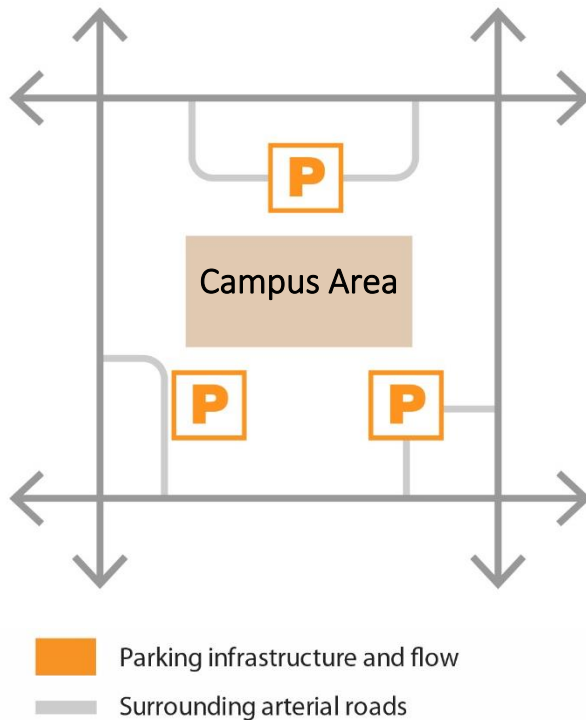 P
Campus Area
P P
Parking infrastructure and flow
Surrounding arterial roads